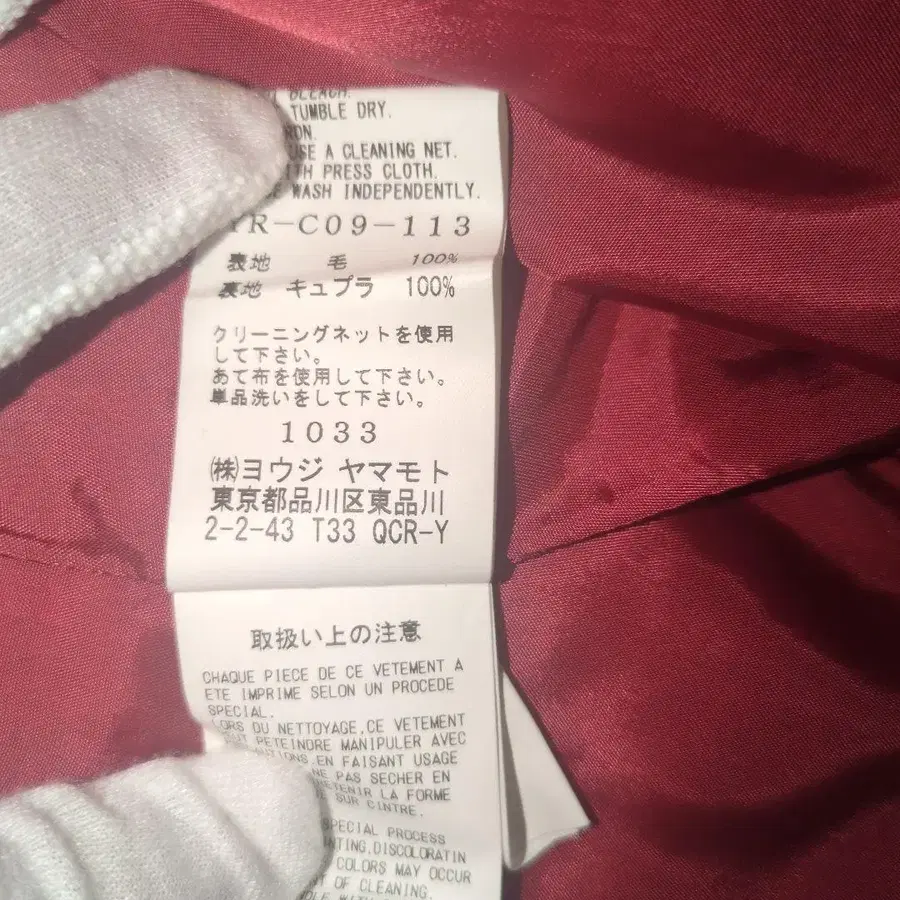 BLEACH.
TUMBLE DRY.
RON.
USE A CLEANING NET.
ITH PRESS CLOTH.
E WASH INDEPENDENTLY.
YR-C09-113
表地 毛 100%
裏地 キュプラ 100%
クリーニングネットを使用
して下さい。
あて布を使用して下さい。
単品洗いをして下さい。
1033
㈱ヨウジ ヤマモト
東京都品川区東品川
2-2-43 T33 QCR-Y
取扱い上の注意
CHAQUE PIECE DE CE VETEMENT A
ETE IMPRIME SELON UN PROCEDE
SPECIAL.
LORS DU NETTOYAGE,CE VETEMENT
PETEINDRE MANIPULER AVEC
EN FAISANT USAGE
NE PAS SECHER EN
LA FORME
SUR CINTRE.
SPECIAL PROCESS
NTING,DISCOLORATIN
COLORS MAY OCCUR
OF CLEANING.